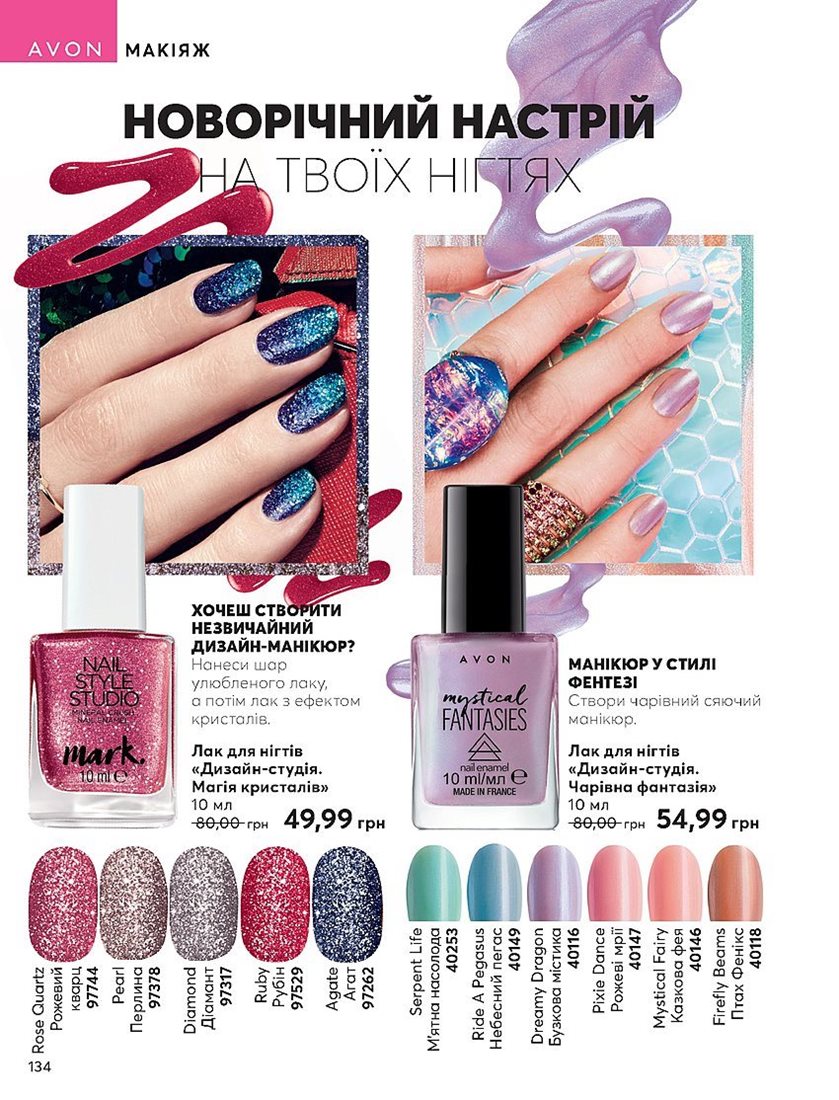 AVON МАКІЯЖ
НОВОРІЧНИЙ НАСТРІЙ
НА ТВОЇХ НІГТЯХ
ХОЧЕШ СТВОРИТИ
НЕЗВИЧАЙНИЙ
ДИЗАЙН-МАНІКЮР?
Нанеси шар
улюбленого лаку,
а потім лак з ефектом
кристалів.
Лак для нігтів
«Дизайн-студія.
Магія кристалів»
10 мл
80,00 грн 49,99 грн
NAIL
STYLE
STUDIO
MINERAL CRUSH
NAIL ENAMEL
mark.
10 ml ℮
Rose Quartz
Рожевий
кварц
97744
Pearl
Перлина
97378
Diamond
Діамант
97317
Ruby
Рубін
97529
Agate
Агат
97262
AVON
mystical
FANTASIES
nail enamel
10 ml/мл ℮
MADE IN FRANCE
МАНІКЮР У СТИЛІ
ФЕНТЕЗІ
Створи чарівний сяючий
манікюр.
Лак для нігтів
«Дизайн-студія.
Чарівна фантазія»
10 мл
80,00 грн 54,99 грн
Serpent Life
М'ятна насолода
40253
Ride A Pegasus
Небесний пегас
40149
Dreamy Dragon
Бузкова містика
40116
Pixie Dance
Рожеві мрії
40147
Mystical Fairy
Казкова фея
40146
Firefly Beams
Птах Фенікс
40118
134